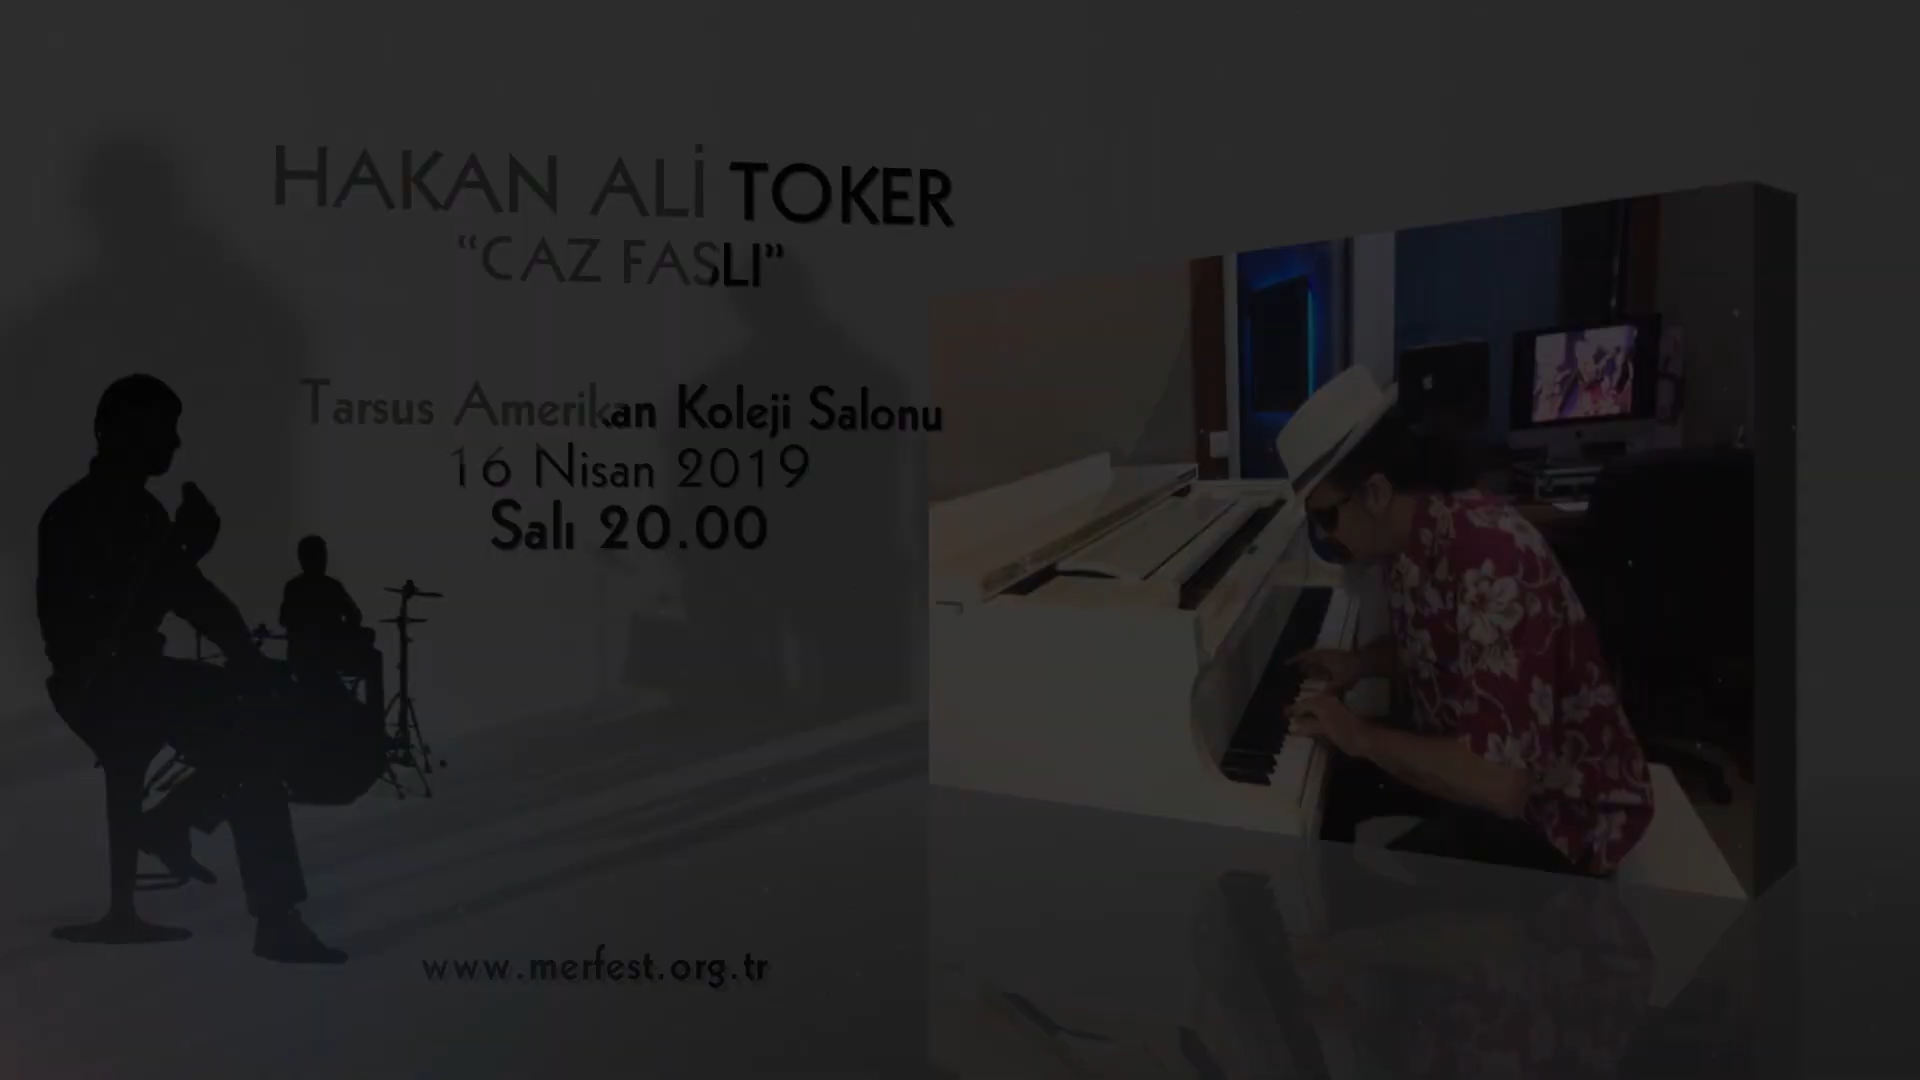 HAKAN ALİ TOKER
“CAZ FASLI”
Tarsus Amerikan Koleji Salonu
16 Nisan 2019
Salı 20.00
www.merfest.org.tr